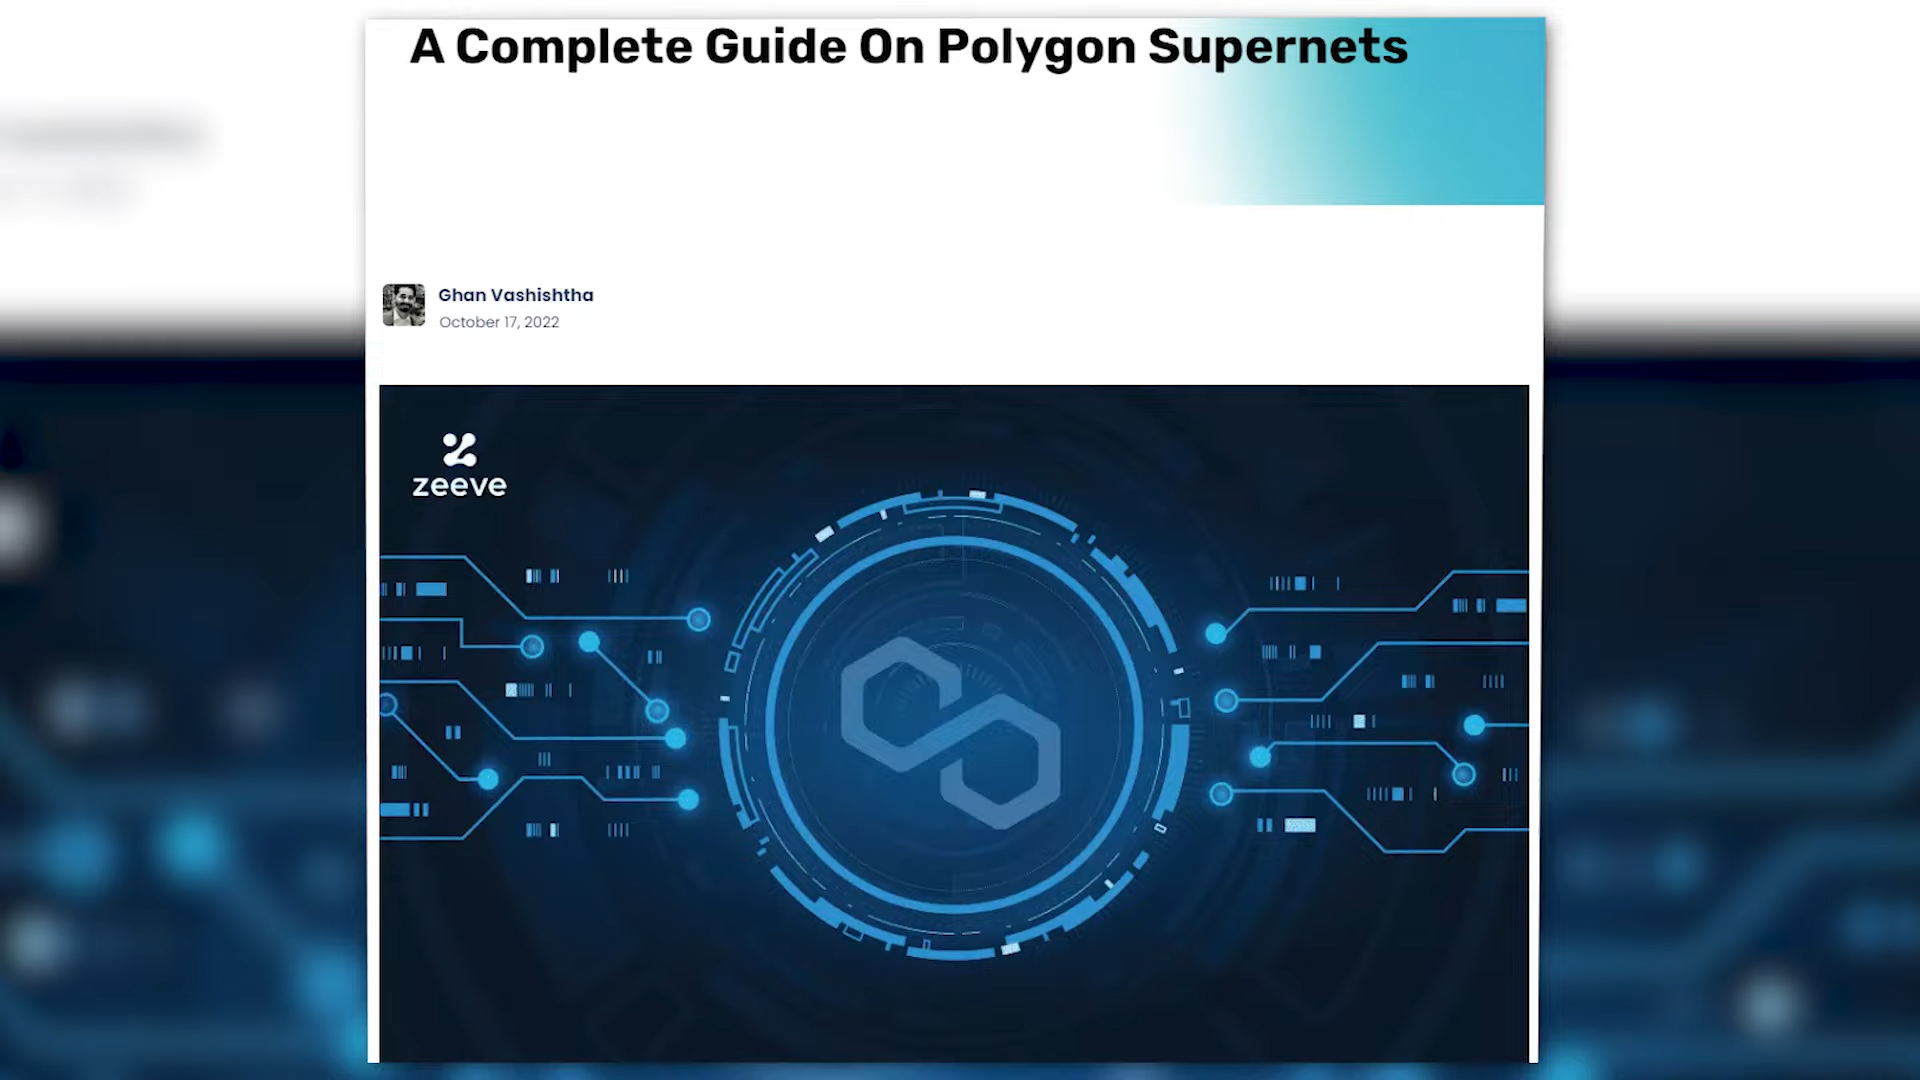 A Complete Guide On Polygon Supernets
Ghan Vashishtha
October 17, 2022
zeeve